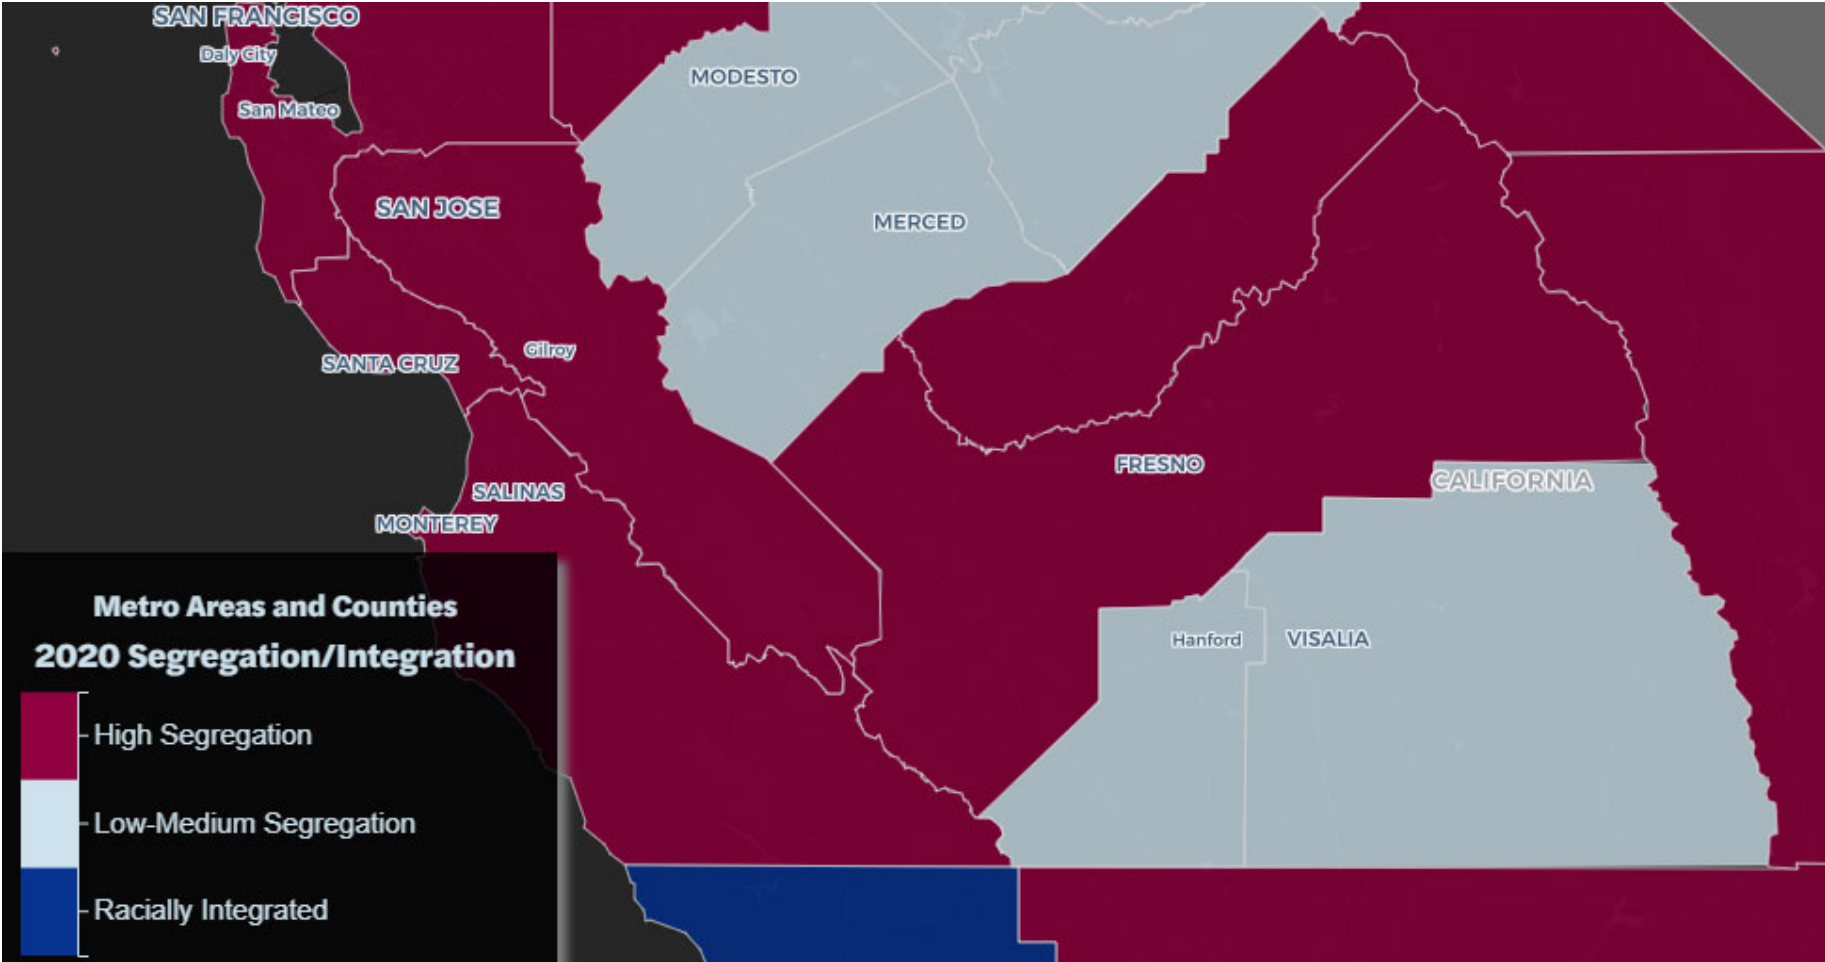 SAN FRANCISCO
Daly City
San Mateo
MODESTO
SAN JOSE
MERCED
Gilroy
SANTA CRUZ
FRESNO
CALIFORNIA
SALINAS
MONTEREY
Hanford
VISALIA
Metro Areas and Counties
2020 Segregation/Integration
High Segregation
Low-Medium Segregation
Racially Integrated